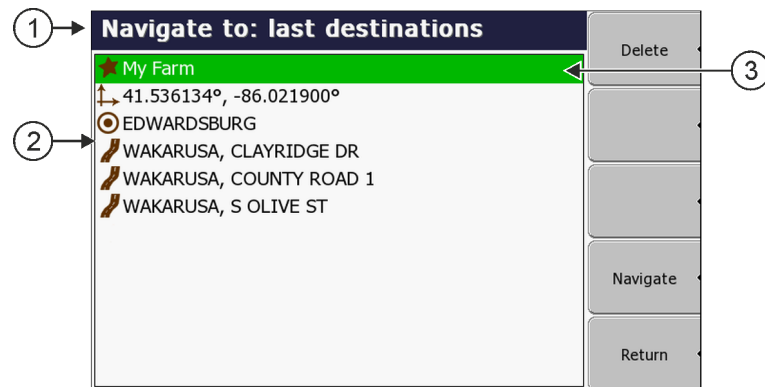 1
Navigate to: last destinations
Delete
My Farm
3
41.536134°, -86.021900°
EDWARDSBURG
2
WAKARUSA, CLAYRIDGE DR
WAKARUSA, COUNTY ROAD 1
WAKARUSA, S OLIVE ST
Navigate
Return